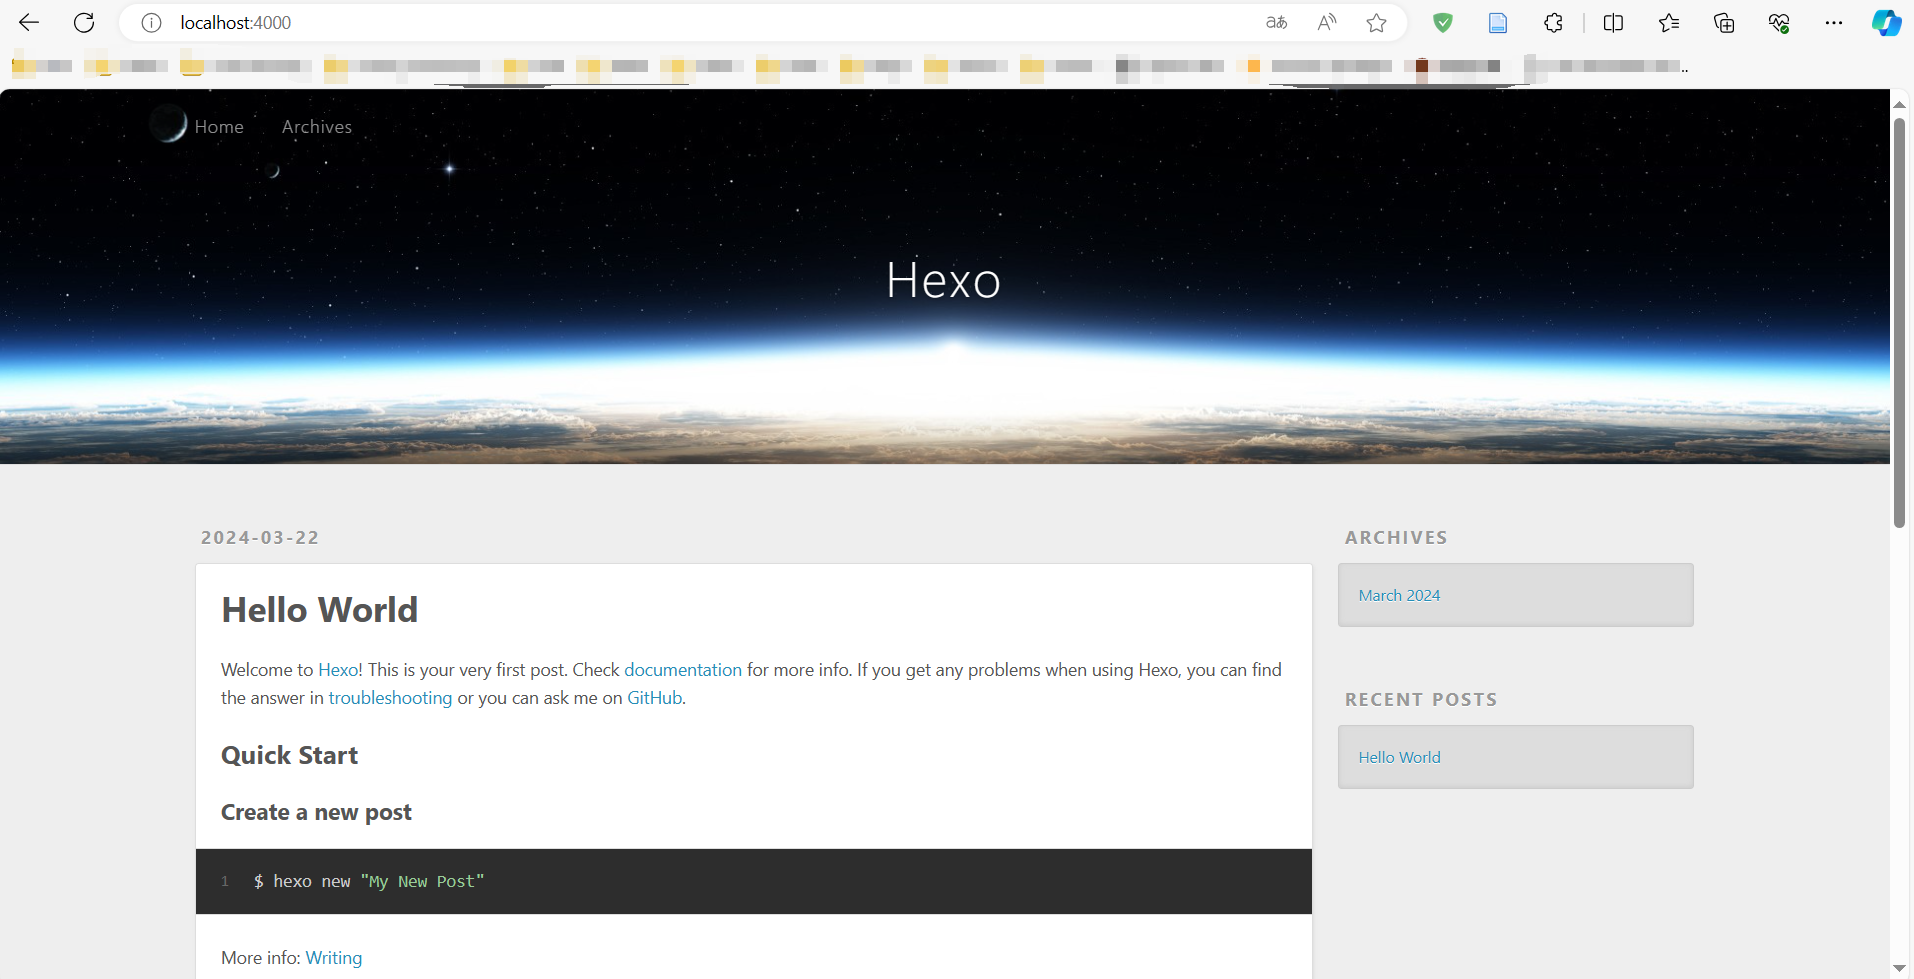 localhost:4000
Home Archives
Hexo
2024-03-22
Hello World
Welcome to Hexo! This is your very first post. Check documentation for more info. If you get any problems when using Hexo, you can find
the answer in troubleshooting or you can ask me on GitHub.
Quick Start
Create a new post
1 $ hexo new "My New Post"
More info: Writing
ARCHIVES
March 2024
RECENT POSTS
Hello World